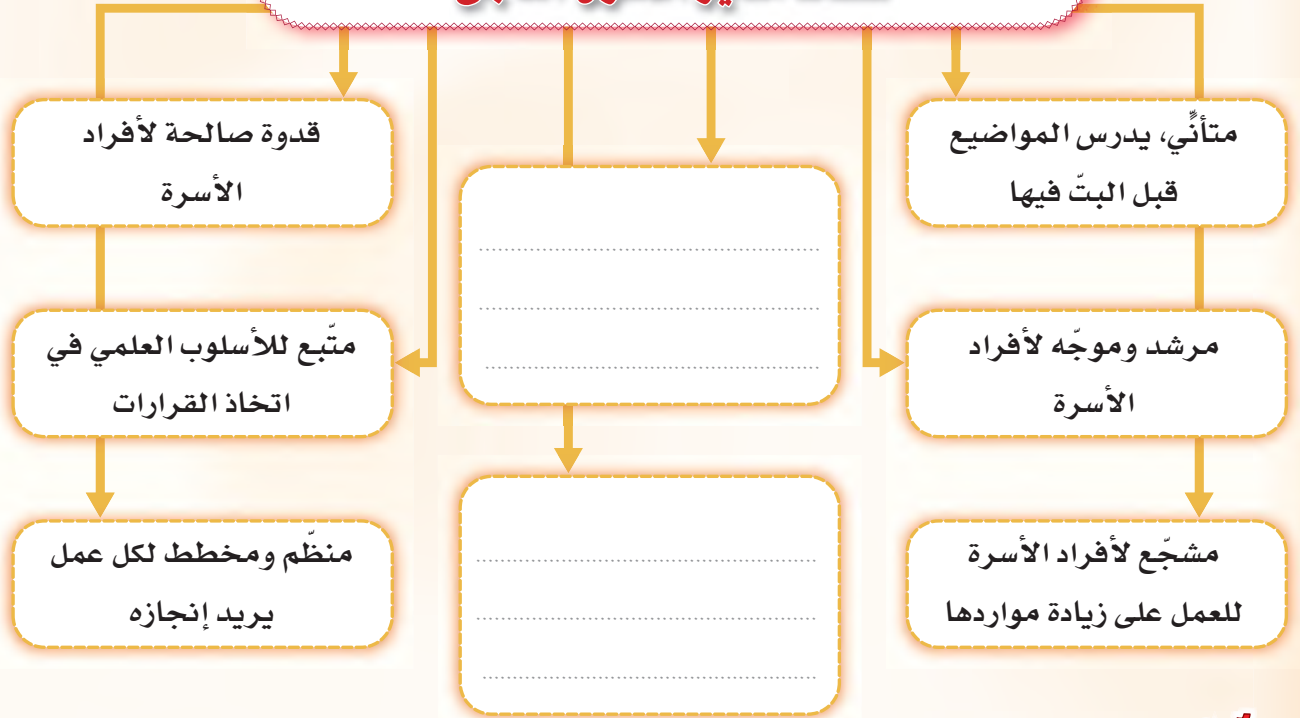 متأنٍّي، يدرس المواضيع
قبل البتّ فيها
قدوة صالحة لأفراد
الأسرة
مرشد وموجّه لأفراد
الأسرة
متّبع للأسلوب العلمي في
اتخاذ القرارات
مشجّع لأفراد الأسرة
للعمل على زيادة مواردها
منظّم ومخطط لكل عمل
يريد إنجازه